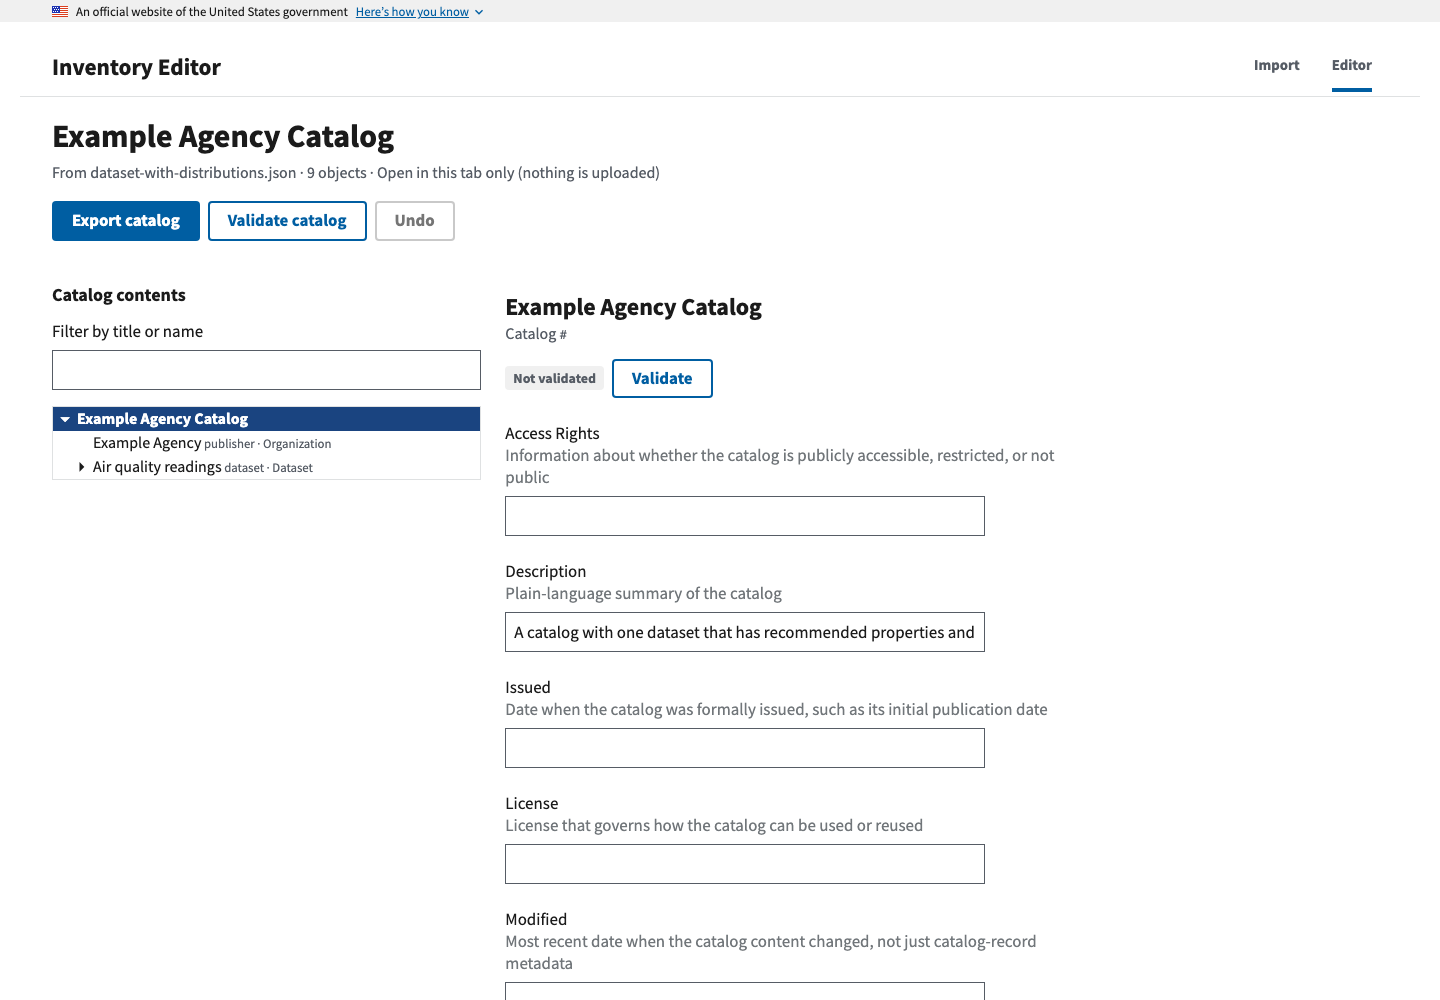 An official website of the United States government Here's how you know
Inventory Editor
Import Editor
Example Agency Catalog
From dataset-with-distributions.json · 9 objects · Open in this tab only (nothing is uploaded)
Export catalog Validate catalog Undo
Catalog contents
Filter by title or name
Example Agency Catalog
Example Agency publisher · Organization
Air quality readings dataset · Dataset
Example Agency Catalog
Catalog #
Not validated Validate
Access Rights
Information about whether the catalog is publicly accessible, restricted, or not
public
Description
Plain-language summary of the catalog
A catalog with one dataset that has recommended properties and
Issued
Date when the catalog was formally issued, such as its initial publication date
License
License that governs how the catalog can be used or reused
Modified
Most recent date when the catalog content changed, not just catalog-record
metadata